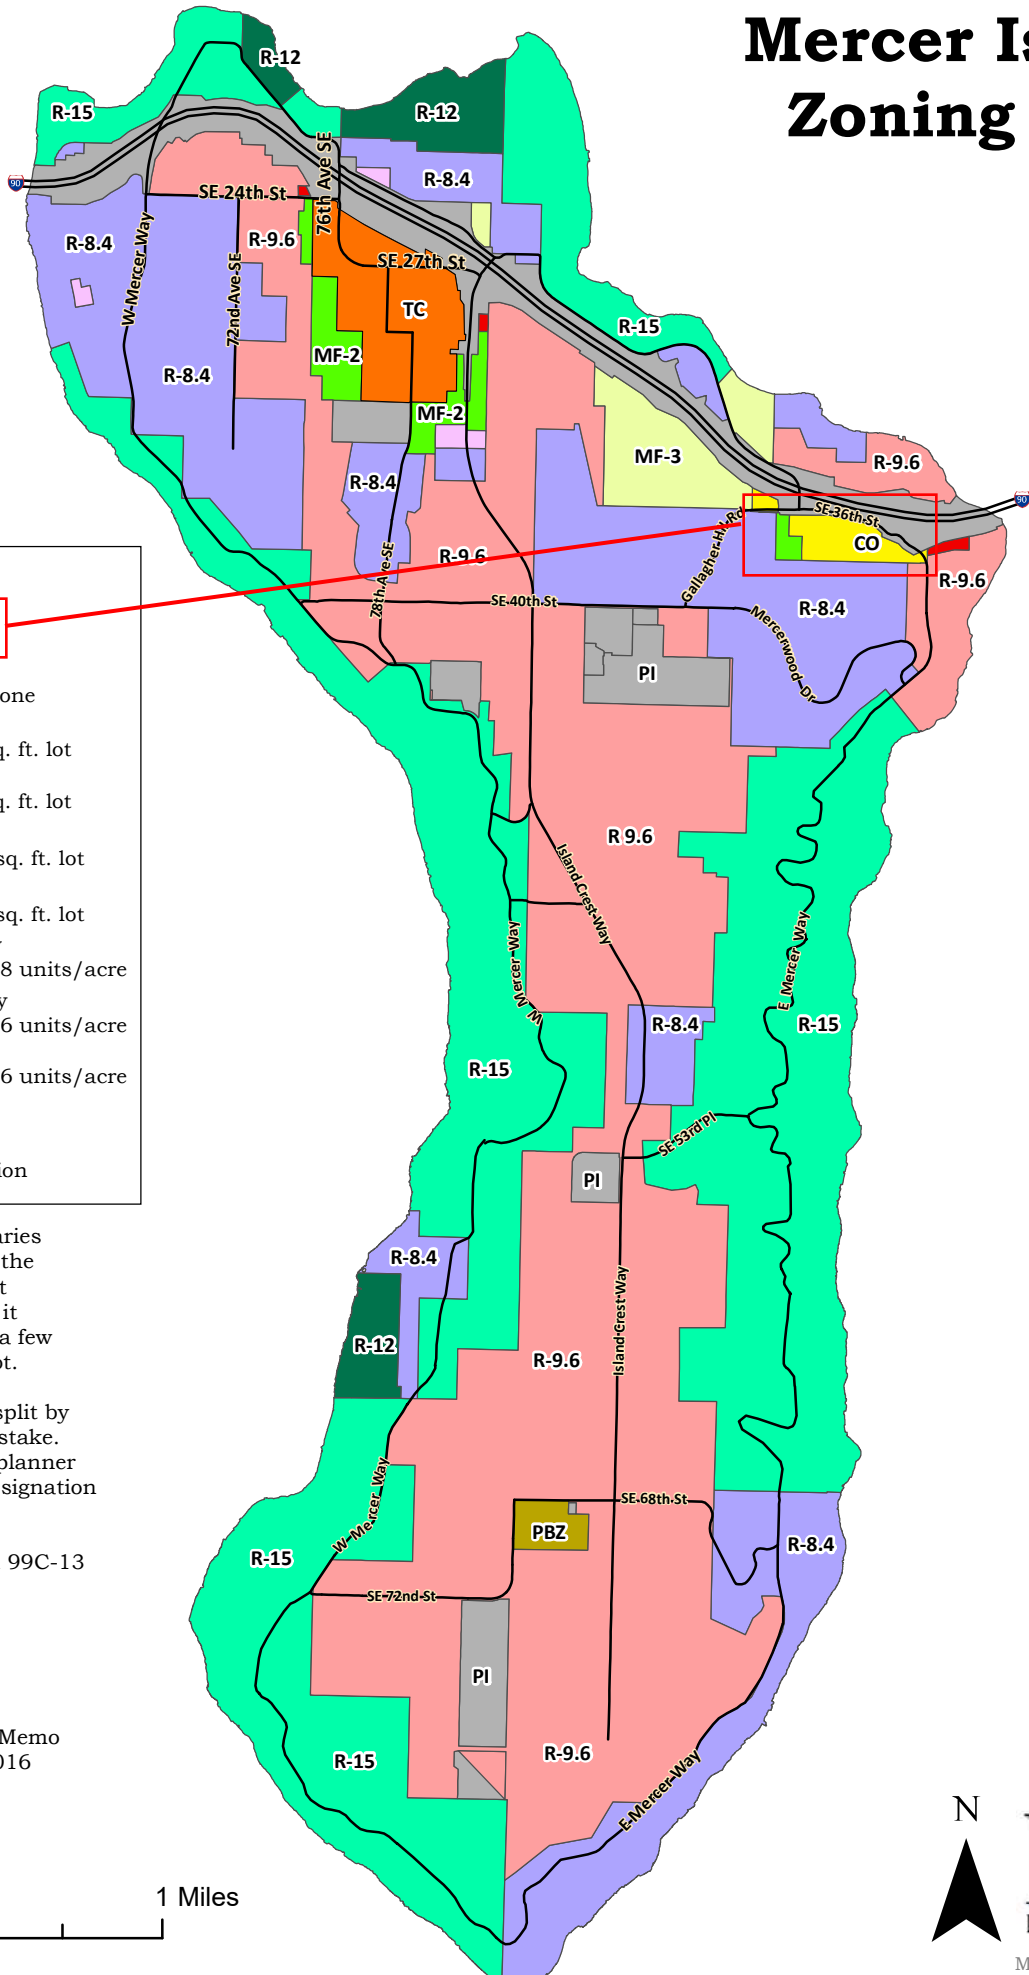 Mercer Is
Zoning
R-12
R-15
R-12
76th Ave SE
R-8.4
90
SE 24th St
R-8.4
W Mercer Way
R-9.6
72nd Ave SE
SE 27th St
TC
R-15
MF-2
R-8.4
MF-2
MF-3
R-9.6
R-8.4
90
SE 36th St
Gallagher Hill Rd
CO
R-9.6
R-9.6
78th Ave SE
SE 40th St
R-8.4
Mercerwood Dr
PI
one
q. ft. lot
q. ft. lot
sq. ft. lot
sq. ft. lot
8 units/acre
y
6 units/acre
6 units/acre
ion
R 9.6
Island Crest Way
W Mercer Way
E Mercer Way
R-8.4
R-15
R-15
SE 53rd Pl
PI
aries
the
t
it
a few
ot.
split by
stake.
planner
signation
99C-13
Memo
016
R-8.4
R-12
Island Crest Way
R-9.6
W Mercer Way
SE 68th St
PBZ
R-8.4
R-15
SE 72nd St
PI
R-15
R-9.6
E Mercer Way
1 Miles
N
M